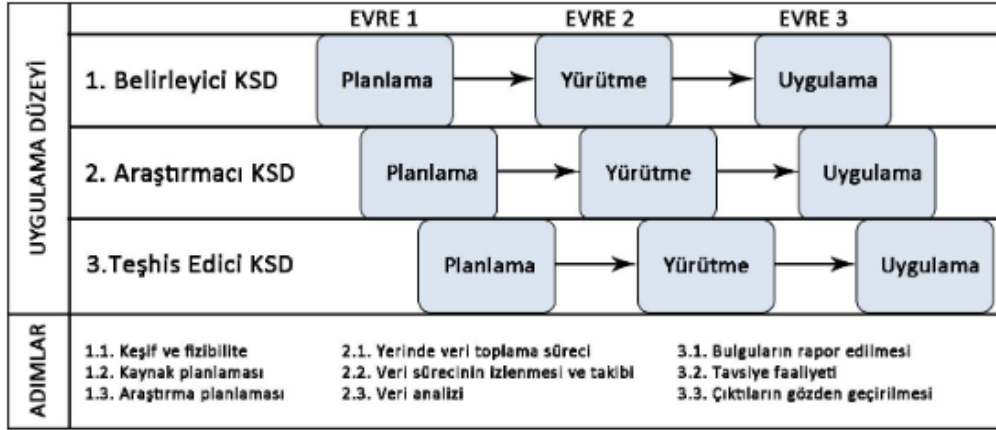 EVRE 1 EVRE 2 EVRE 3
UYGULAMA DÜZEYİ
1. Belirleyici KSD Planlama Yürütme Uygulama
2. Araştırmacı KSD Planlama Yürütme Uygulama
3.Teşhis Edici KSD Planlama Yürütme Uygulama
ADIMLAR
1.1. Keşif ve fizibilite
1.2. Kaynak planlaması
1.3. Araştırma planlaması
2.1. Yerinde veri toplama süreci
2.2. Veri sürecinin izlenmesi ve takibi
2.3. Veri analizi
3.1. Bulguların rapor edilmesi
3.2. Tavsiye faaliyeti
3.3. Çıktıların gözden geçirilmesi